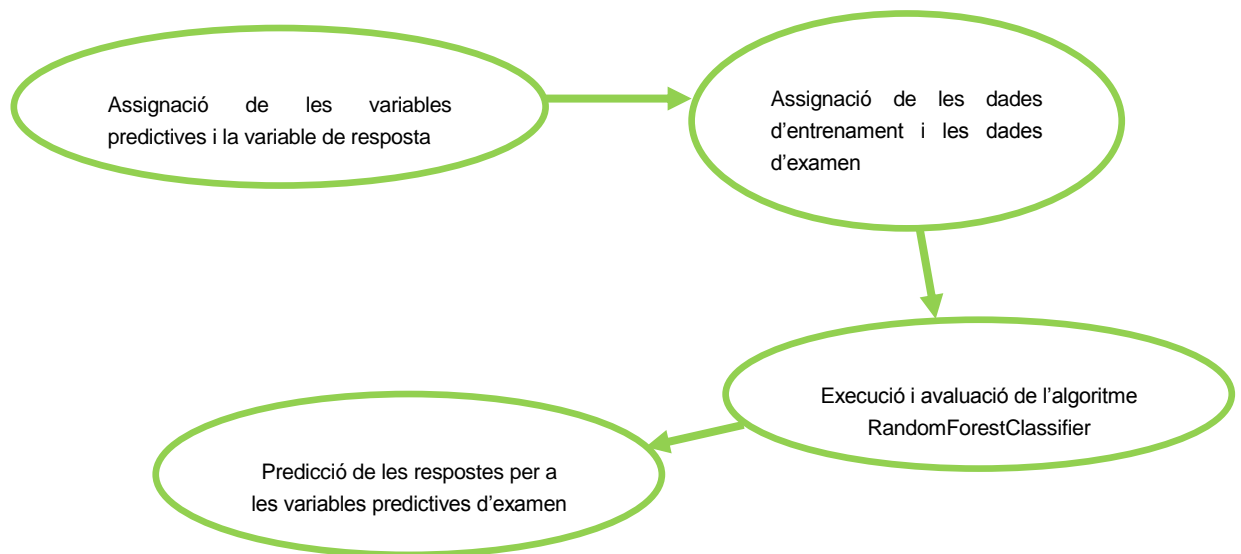 Assignació de les variables
predictives i la variable de resposta
Assignació de les dades
d’entrenament i les dades
d’examen
Execució i avaluació de l’algoritme
RandomForestClassifier
Predicció de les respostes per a
les variables predictives d’examen